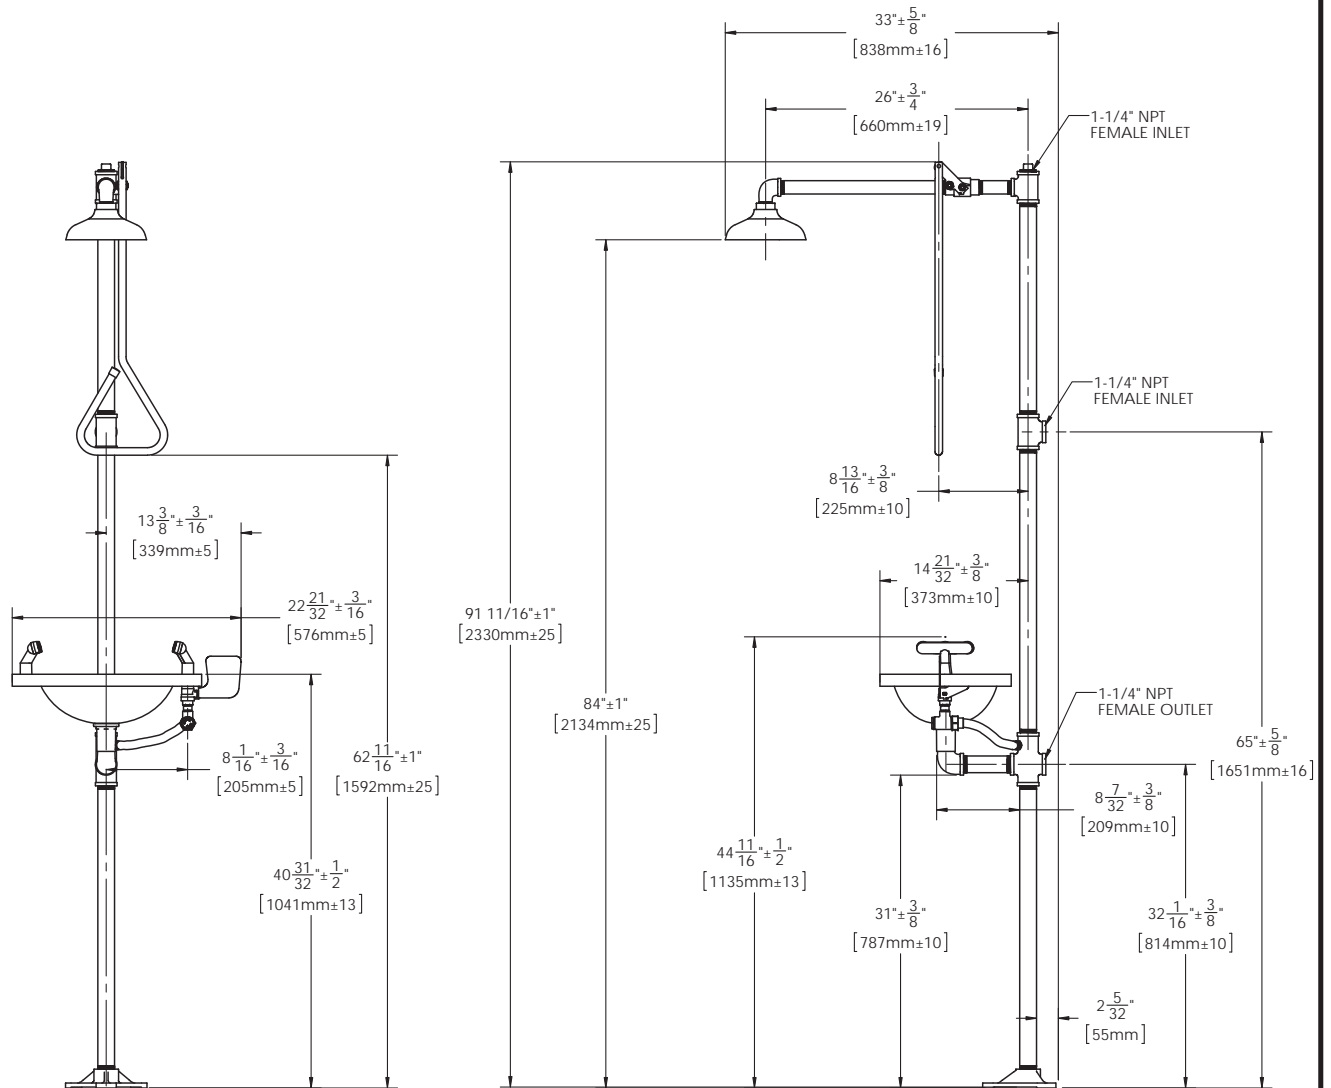 33"±5/8"
[838mm±16]
26"±3/4"
[660mm±19]
1-1/4" NPT
FEMALE INLET
1-1/4" NPT
FEMALE INLET
8 13/16"±3/8"
[225mm±10]
13 3/8"±3/16"
[339mm±5]
14 21/32"±3/8"
[373mm±10]
22 21/32"±3/16"
[576mm±5]
91 11/16"±1"
[2330mm±25]
84"±1"
[2134mm±25]
1-1/4" NPT
FEMALE OUTLET
65"±5/8"
[1651mm±16]
8 1/16"±3/16"
[205mm±5]
62 11/16"±1"
[1592mm±25]
8 7/32"±3/8"
[209mm±10]
44 11/16"±1/2"
[1135mm±13]
40 31/32"±1/2"
[1041mm±13]
31"±3/8"
[787mm±10]
32 1/16"±3/8"
[814mm±10]
2 5/32"
[55mm]